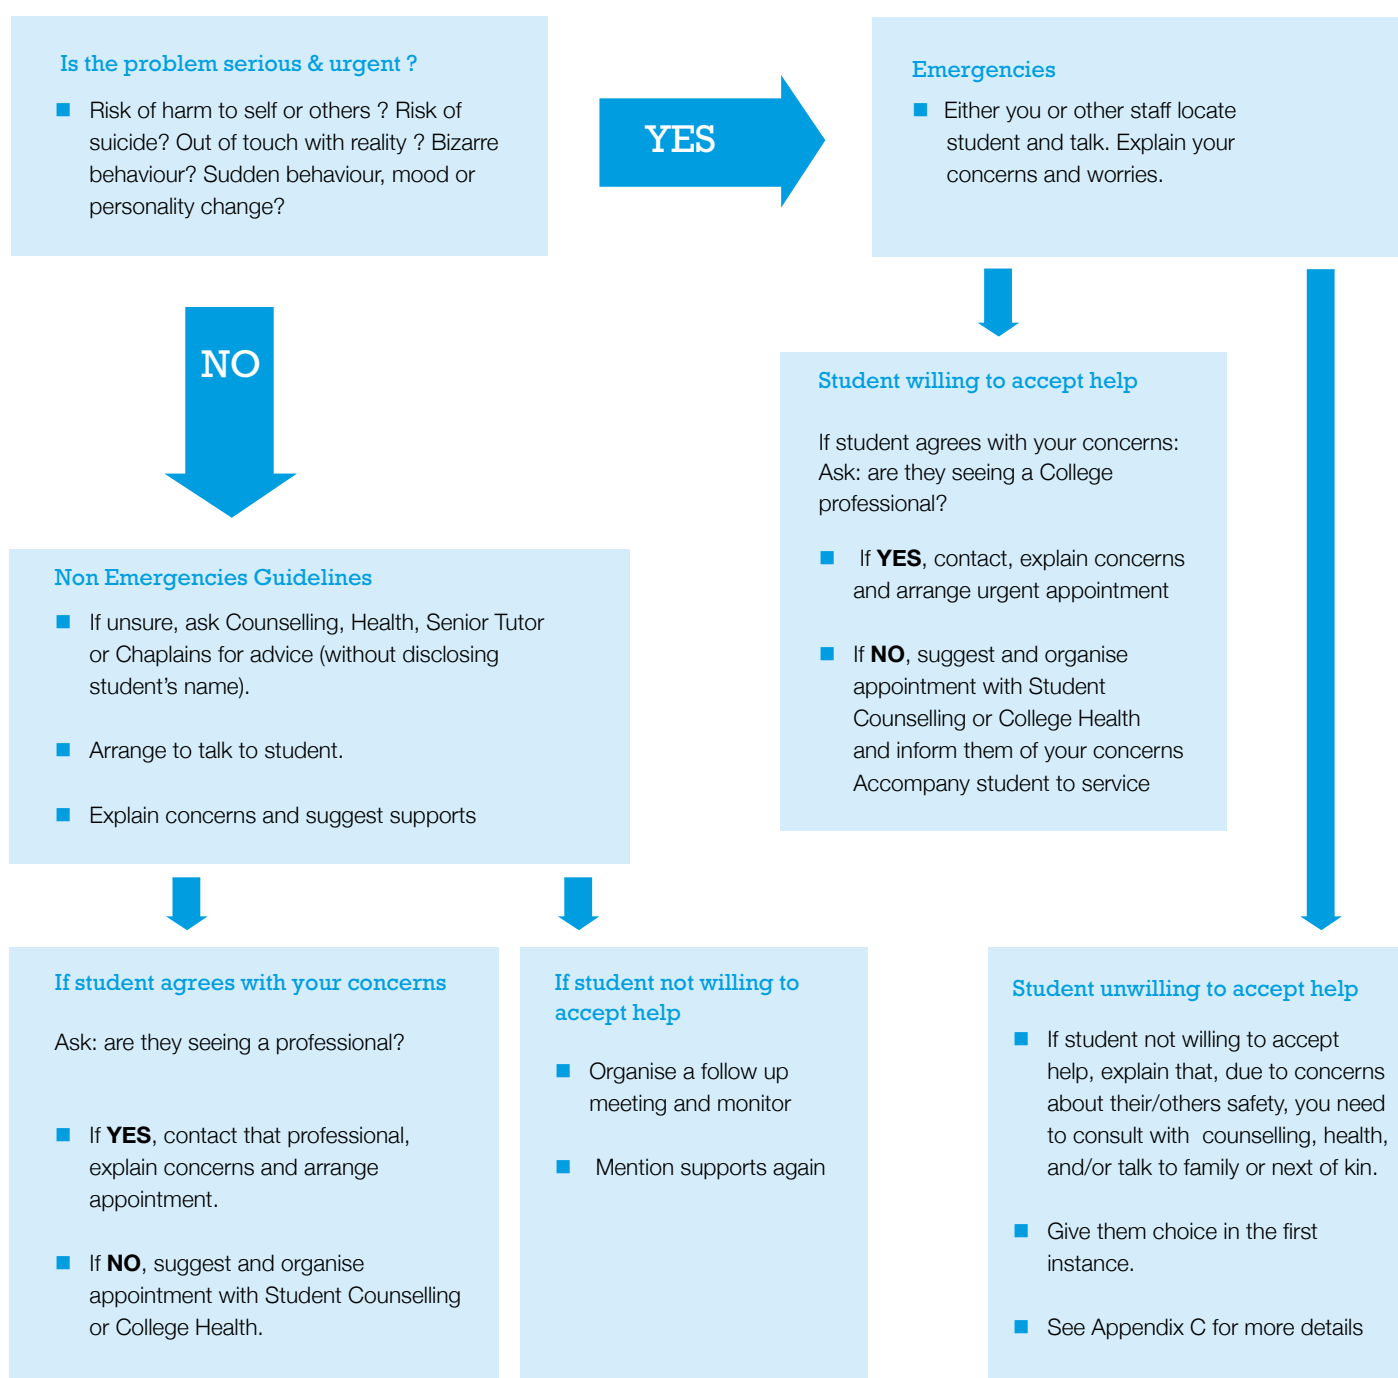 Is the problem serious & urgent ?
Risk of harm to self or others ? Risk of
suicide? Out of touch with reality ? Bizarre
behaviour? Sudden behaviour, mood or
personality change?
YES
Emergencies
Either you or other staff locate
student and talk. Explain your
concerns and worries.
NO
Student willing to accept help
If student agrees with your concerns:
Ask: are they seeing a College
professional?
If YES, contact, explain concerns
and arrange urgent appointment
If NO, suggest and organise
appointment with Student
Counselling or College Health
and inform them of your concerns
Accompany student to service
Non Emergencies Guidelines
If unsure, ask Counselling, Health, Senior Tutor
or Chaplains for advice (without disclosing
student’s name).
Arrange to talk to student.
Explain concerns and suggest supports
If student agrees with your concerns
Ask: are they seeing a professional?
If YES, contact that professional,
explain concerns and arrange
appointment.
If NO, suggest and organise
appointment with Student Counselling
or College Health.
If student not willing to
accept help
Organise a follow up
meeting and monitor
Mention supports again
Student unwilling to accept help
If student not willing to accept
help, explain that, due to concerns
about their/others safety, you need
to consult with counselling, health,
and/or talk to family or next of kin.
Give them choice in the first
instance.
See Appendix C for more details